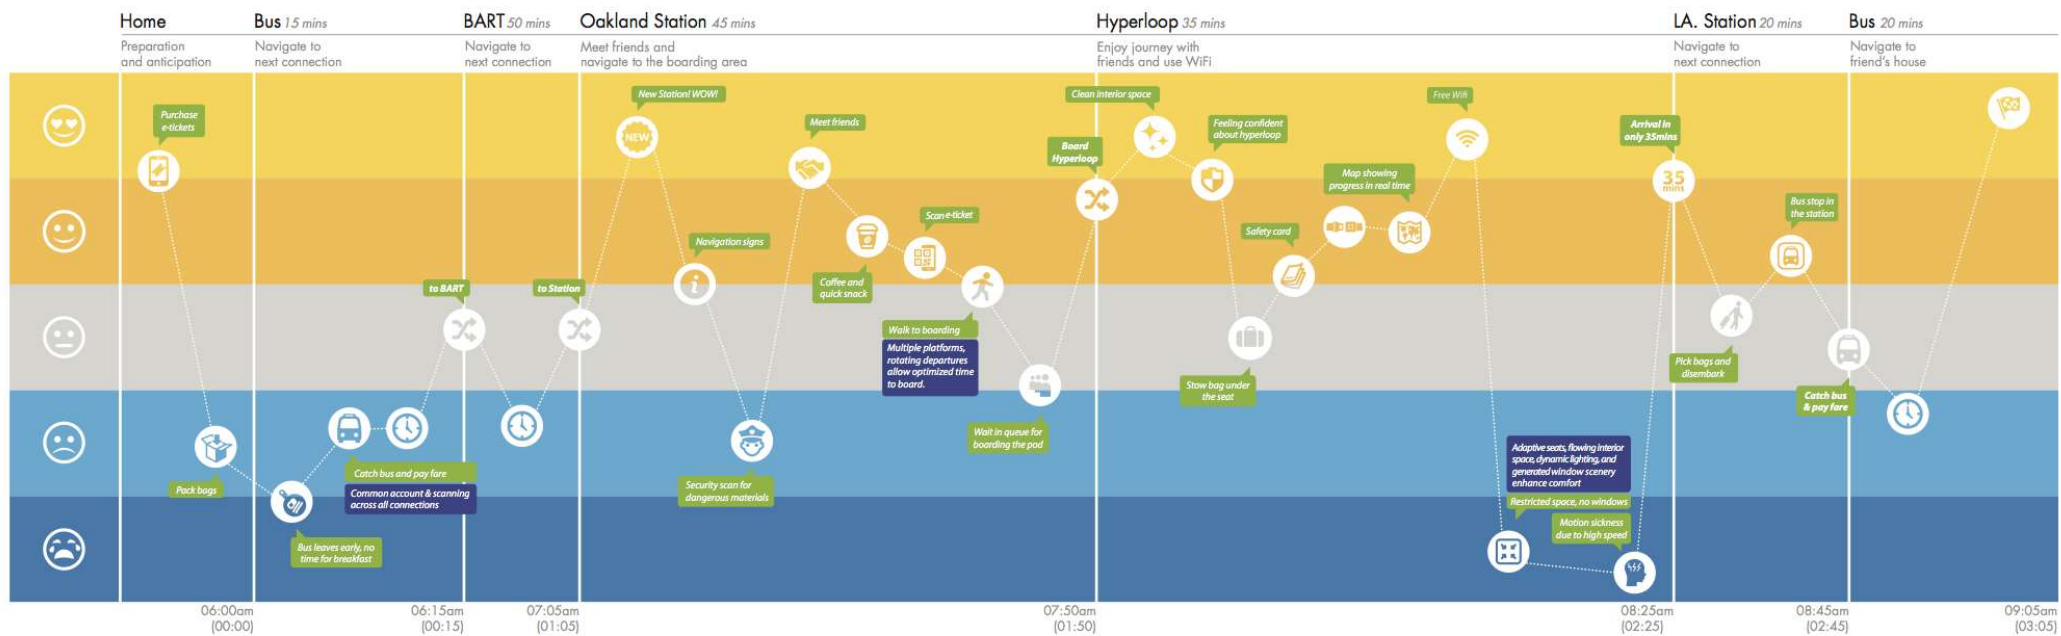 Home
Preparation
and anticipation
Bus 15 mins
Navigate to
next connection
BART 50 mins
Navigate to
next connection
Oakland Station 45 mins
Meet friends and
navigate to the boarding area
Hyperloop 35 mins
Enjoy journey with
friends and use WiFi
LA. Station 20 mins
Navigate to
next connection
Bus 20 mins
Navigate to
friend's house
Purchase
e-tickets
Pack bags
Bus leaves early, no
time for breakfast
Catch bus and pay fare
Common account & scanning
across all connections
to BART
to Station
New Station! WOW!
NEW
Navigation signs
i
Security scan for
dangerous materials
Meet friends
Coffee and
quick snack
Scan e-ticket
Walk to boarding
Multiple platforms,
rotating departures
allow optimized time
to board.
Wait in queue for
boarding the pod
Board
Hyperloop
Clean interior space
Feeling confident
about hyperloop
Stow bag under
the seat
Safety card
Map showing
progress in real time
Free Wifi
Adaptive seats, flowing interior
space, dynamic lighting, and
generated window scenery
enhance comfort
Restricted space, no windows
Motion sickness
due to high speed
Arrival in
only 35mins
35
mins
Pick bags and
disembark
Bus stop in
the station
Catch bus
& pay fare
06:00am
(00:00)
06:15am
(00:15)
07:05am
(01:05)
07:50am
(01:50)
08:25am
(02:25)
08:45am
(02:45)
09:05am
(03:05)